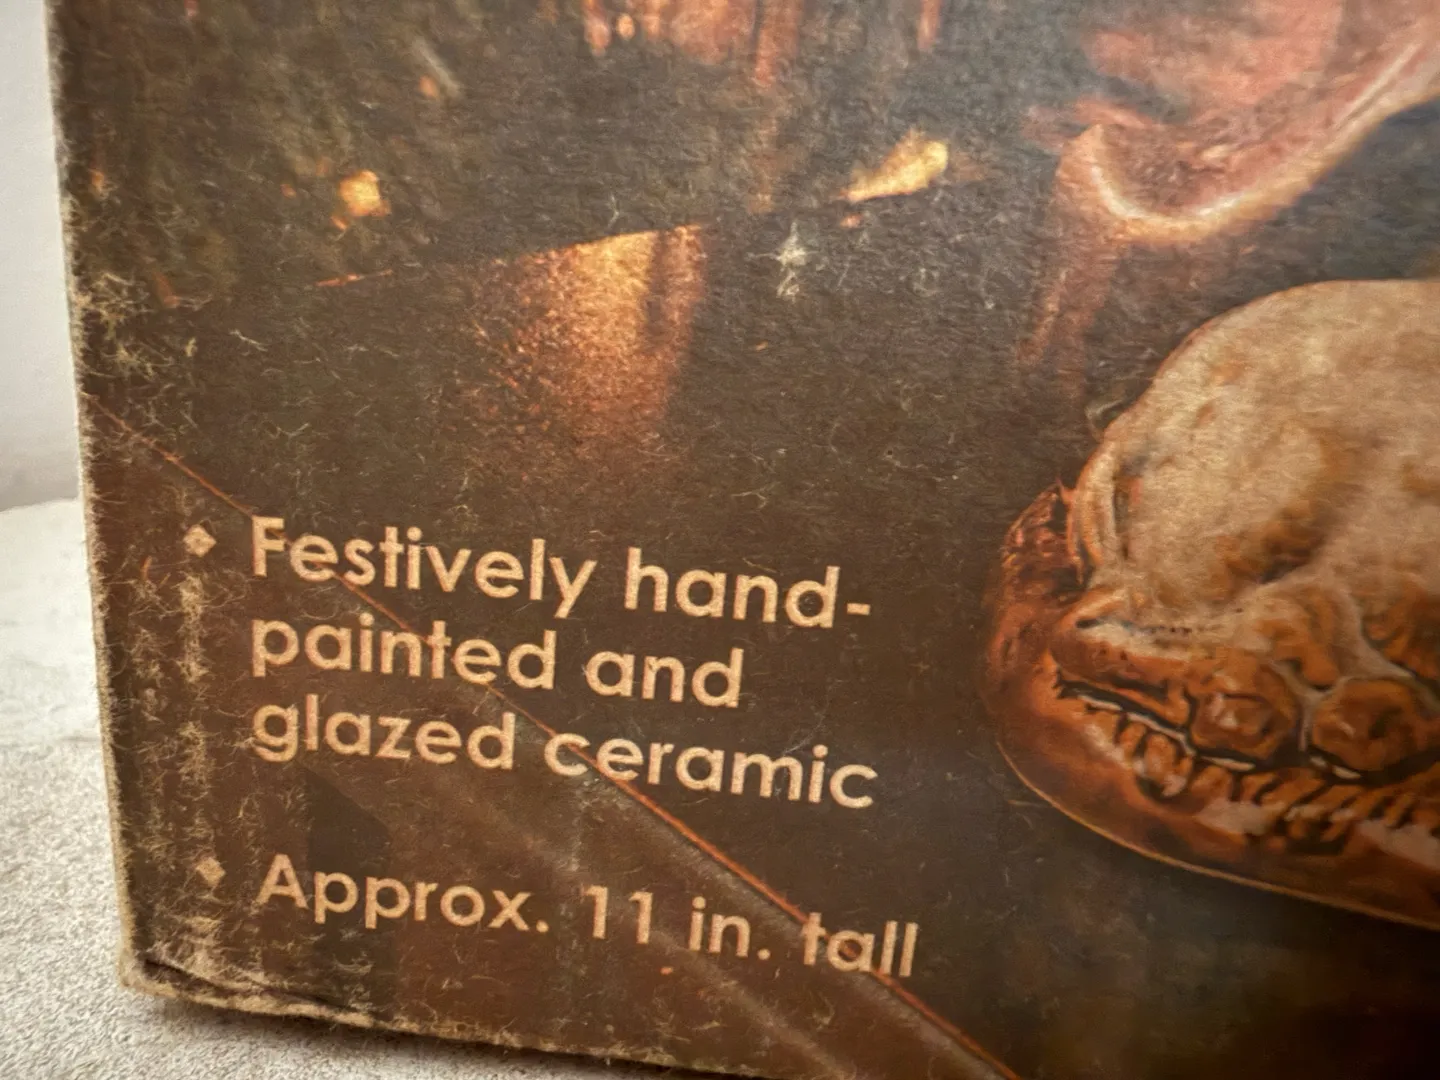 ◆ Festively hand-
painted and
glazed ceramic
◆ Approx. 11 in. tall